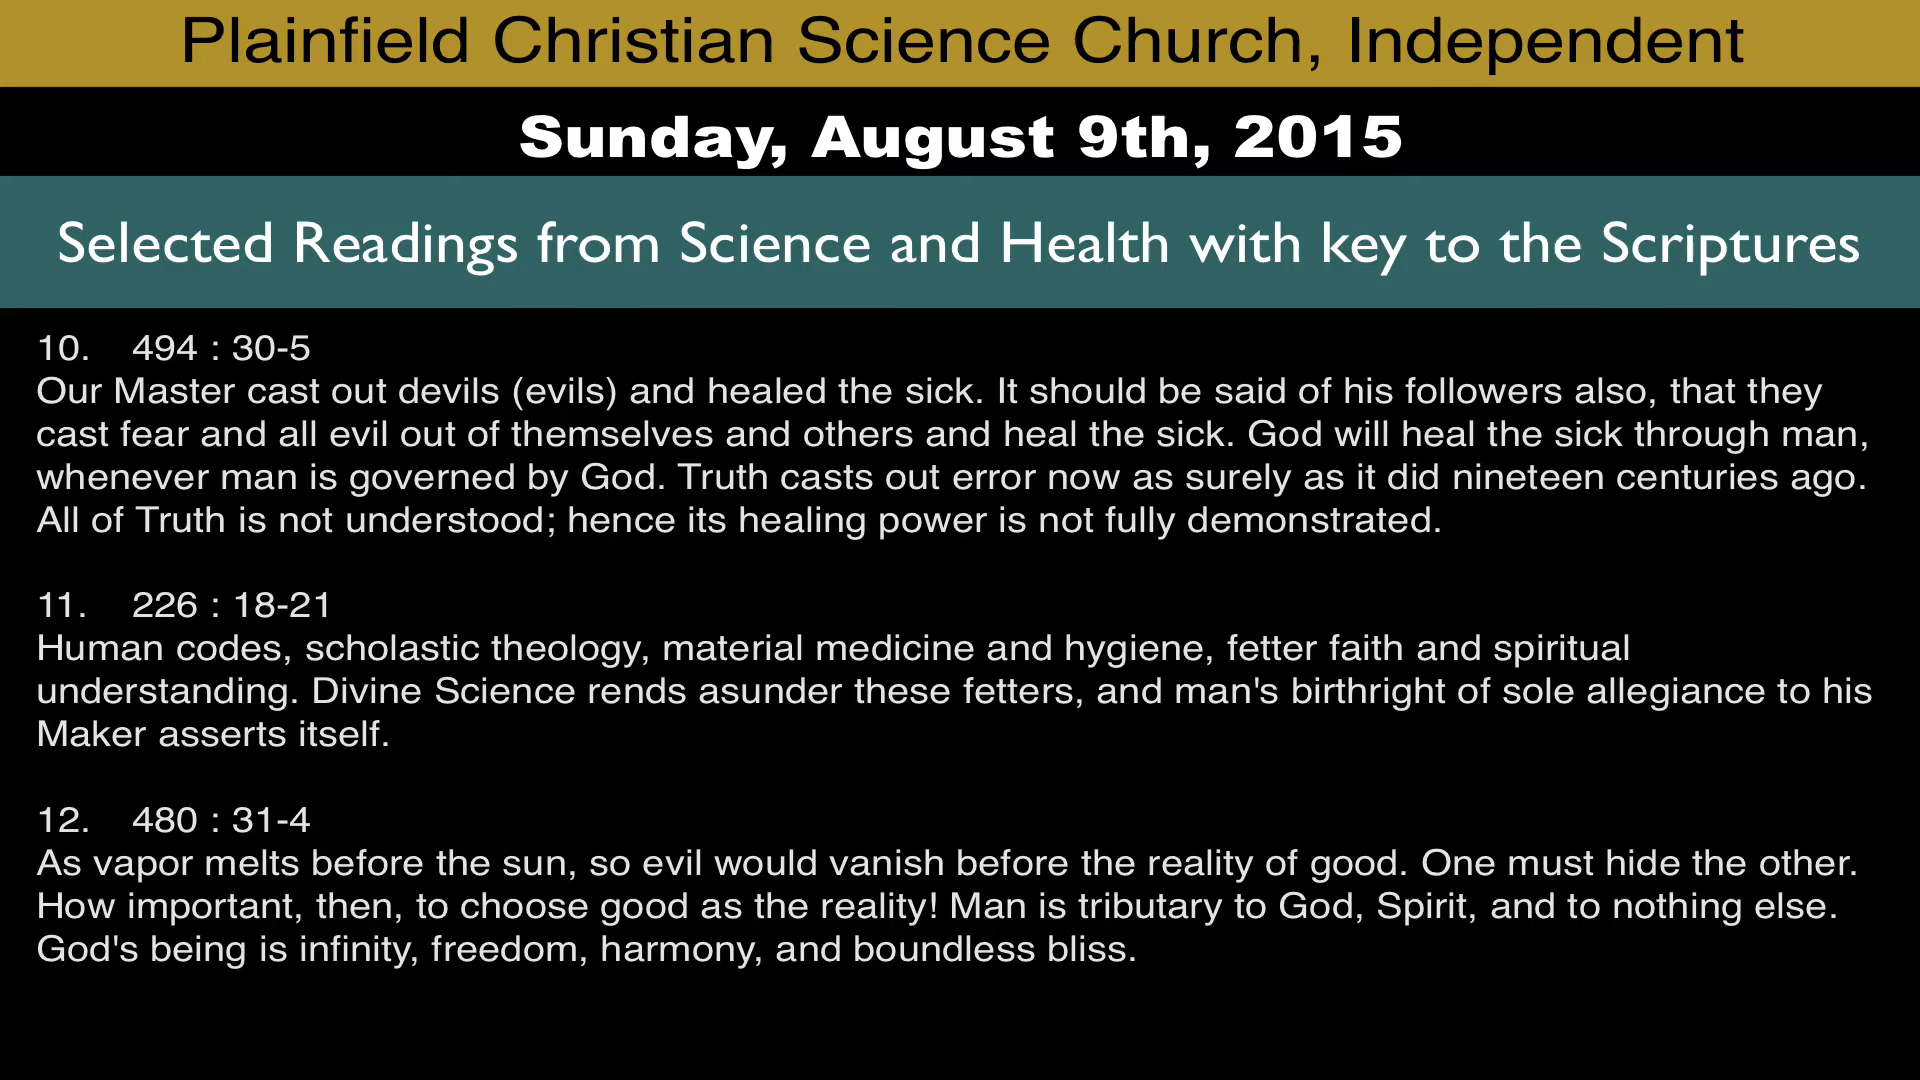 Plainfield Christian Science Church, Independent
Sunday, August 9th, 2015
Selected Readings from Science and Health with key to the Scriptures
10. 494 : 30-5
Our Master cast out devils (evils) and healed the sick. It should be said of his followers also, that they
cast fear and all evil out of themselves and others and heal the sick. God will heal the sick through man,
whenever man is governed by God. Truth casts out error now as surely as it did nineteen centuries ago.
All of Truth is not understood; hence its healing power is not fully demonstrated.
11. 226 : 18-21
Human codes, scholastic theology, material medicine and hygiene, fetter faith and spiritual
understanding. Divine Science rends asunder these fetters, and man's birthright of sole allegiance to his
Maker asserts itself.
12. 480 : 31-4
As vapor melts before the sun, so evil would vanish before the reality of good. One must hide the other.
How important, then, to choose good as the reality! Man is tributary to God, Spirit, and to nothing else.
God's being is infinity, freedom, harmony, and boundless bliss.